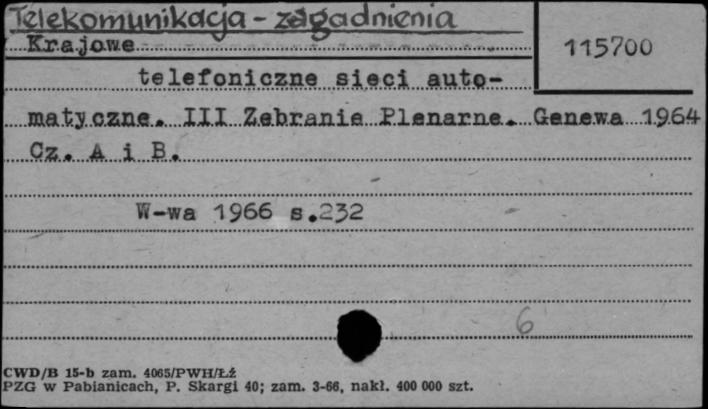 Telekomunikacja - zagadnienia
Krajowe
115700
telefoniczne sieci auto-
matyczne. III Zebranie Plenarne. Genewa 1964
Cz. A i B.
W-wa 1966 s.232
6
CWD/B 15-b zam. 4065/PWH/Łź
PZG w Pabianicach, P. Skargi 40; zam. 3-66, nakł. 400 000 szt.